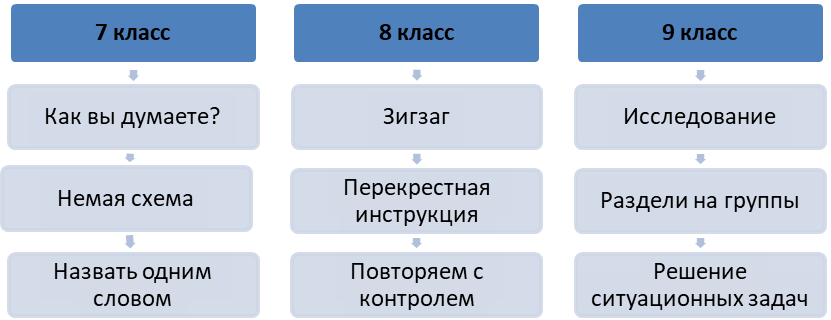 7 класс
Как вы думаете?
Немая схема
Назвать одним
словом
8 класс
Зигзаг
Перекрестная
инструкция
Повторяем с
контролем
9 класс
Исследование
Раздели на группы
Решение
ситуационных задач